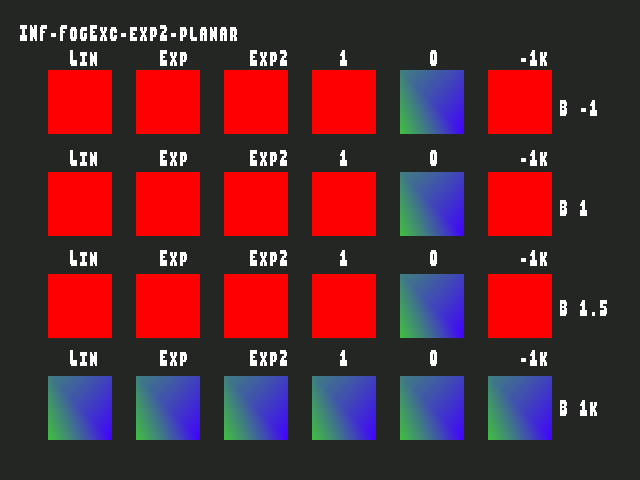 INF-FOGEXC-EXP2-PLANAR
LIN EXP EXP2 1 0 -1K
B -1
LIN EXP EXP2 1 0 -1K
B 1
LIN EXP EXP2 1 0 -1K
B 1.5
LIN EXP EXP2 1 0 -1K
B 1K